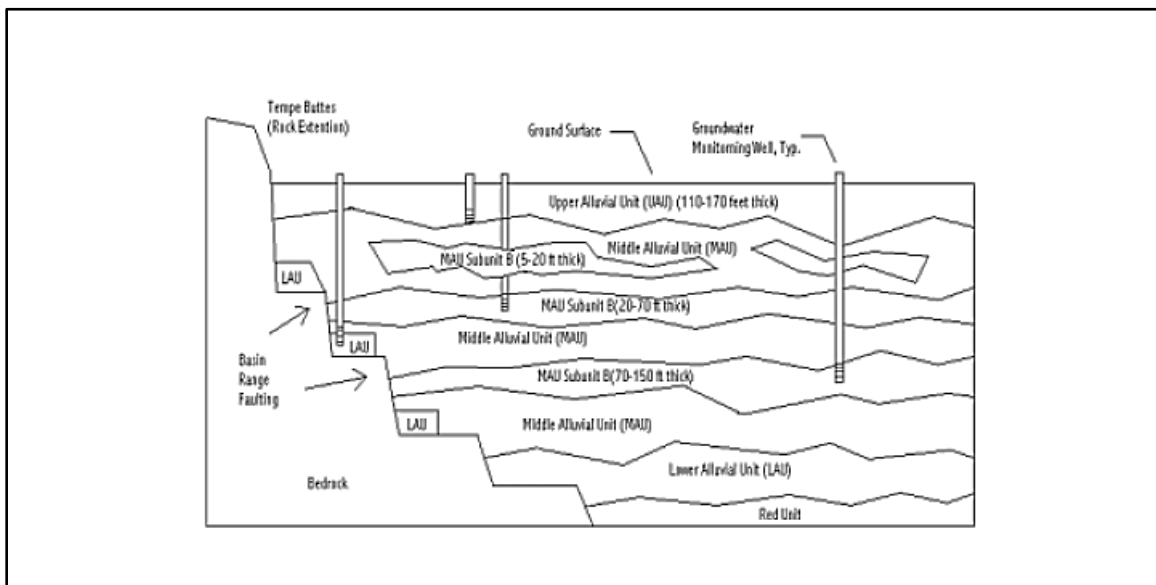 Tempe Buttes
(Rock Extention)
Ground Surface
Groundwater
Monitorning Well, Typ.
Upper Alluvial Unit (UAU) (110-170 feet thick)
Middle Alluvial Unit (MAU)
MAU Subunit B (5-20 ft thick)
LAU
MAU Subunit B(20-70 ft thick)
Middle Alluvial Unit (MAU)
LAU
Basin
Range
Faulting
MAU Subunit B(70-150 ft thick)
LAU
Middle Alluvial Unit (MAU)
Lower Alluvial Unit (LAU)
Bedrock
Red Unit